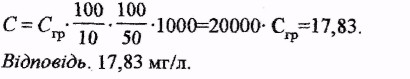 C = C_гр · 100/10 · 100/50 · 1000=20000· C_гр=17,83.
Відповідь. 17,83 мг/л.